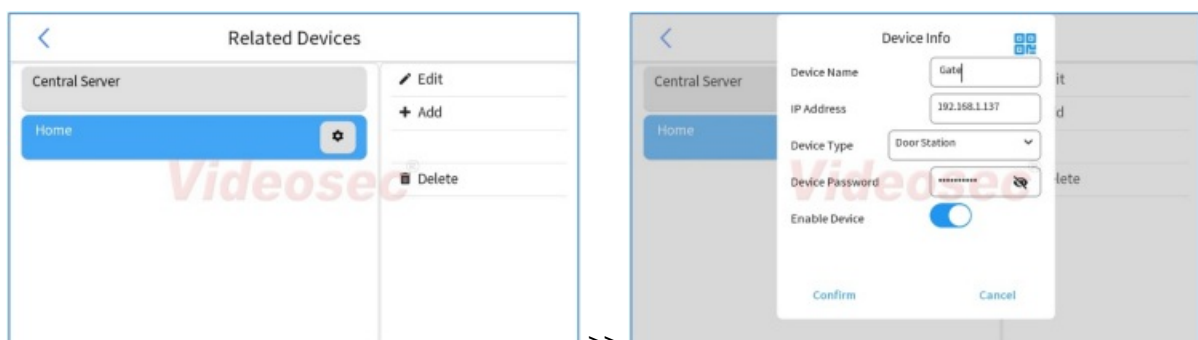 Related Devices
Central Server
Home
Edit
+ Add
Delete
Videosec®
>>
Device Info
Device Name
Gate
IP Address
192.168.1.137
Device Type
Door Station
Device Password
••••••••••
Enable Device
Confirm
Cancel
Central Server
Home
it
d
lete
Videosec®